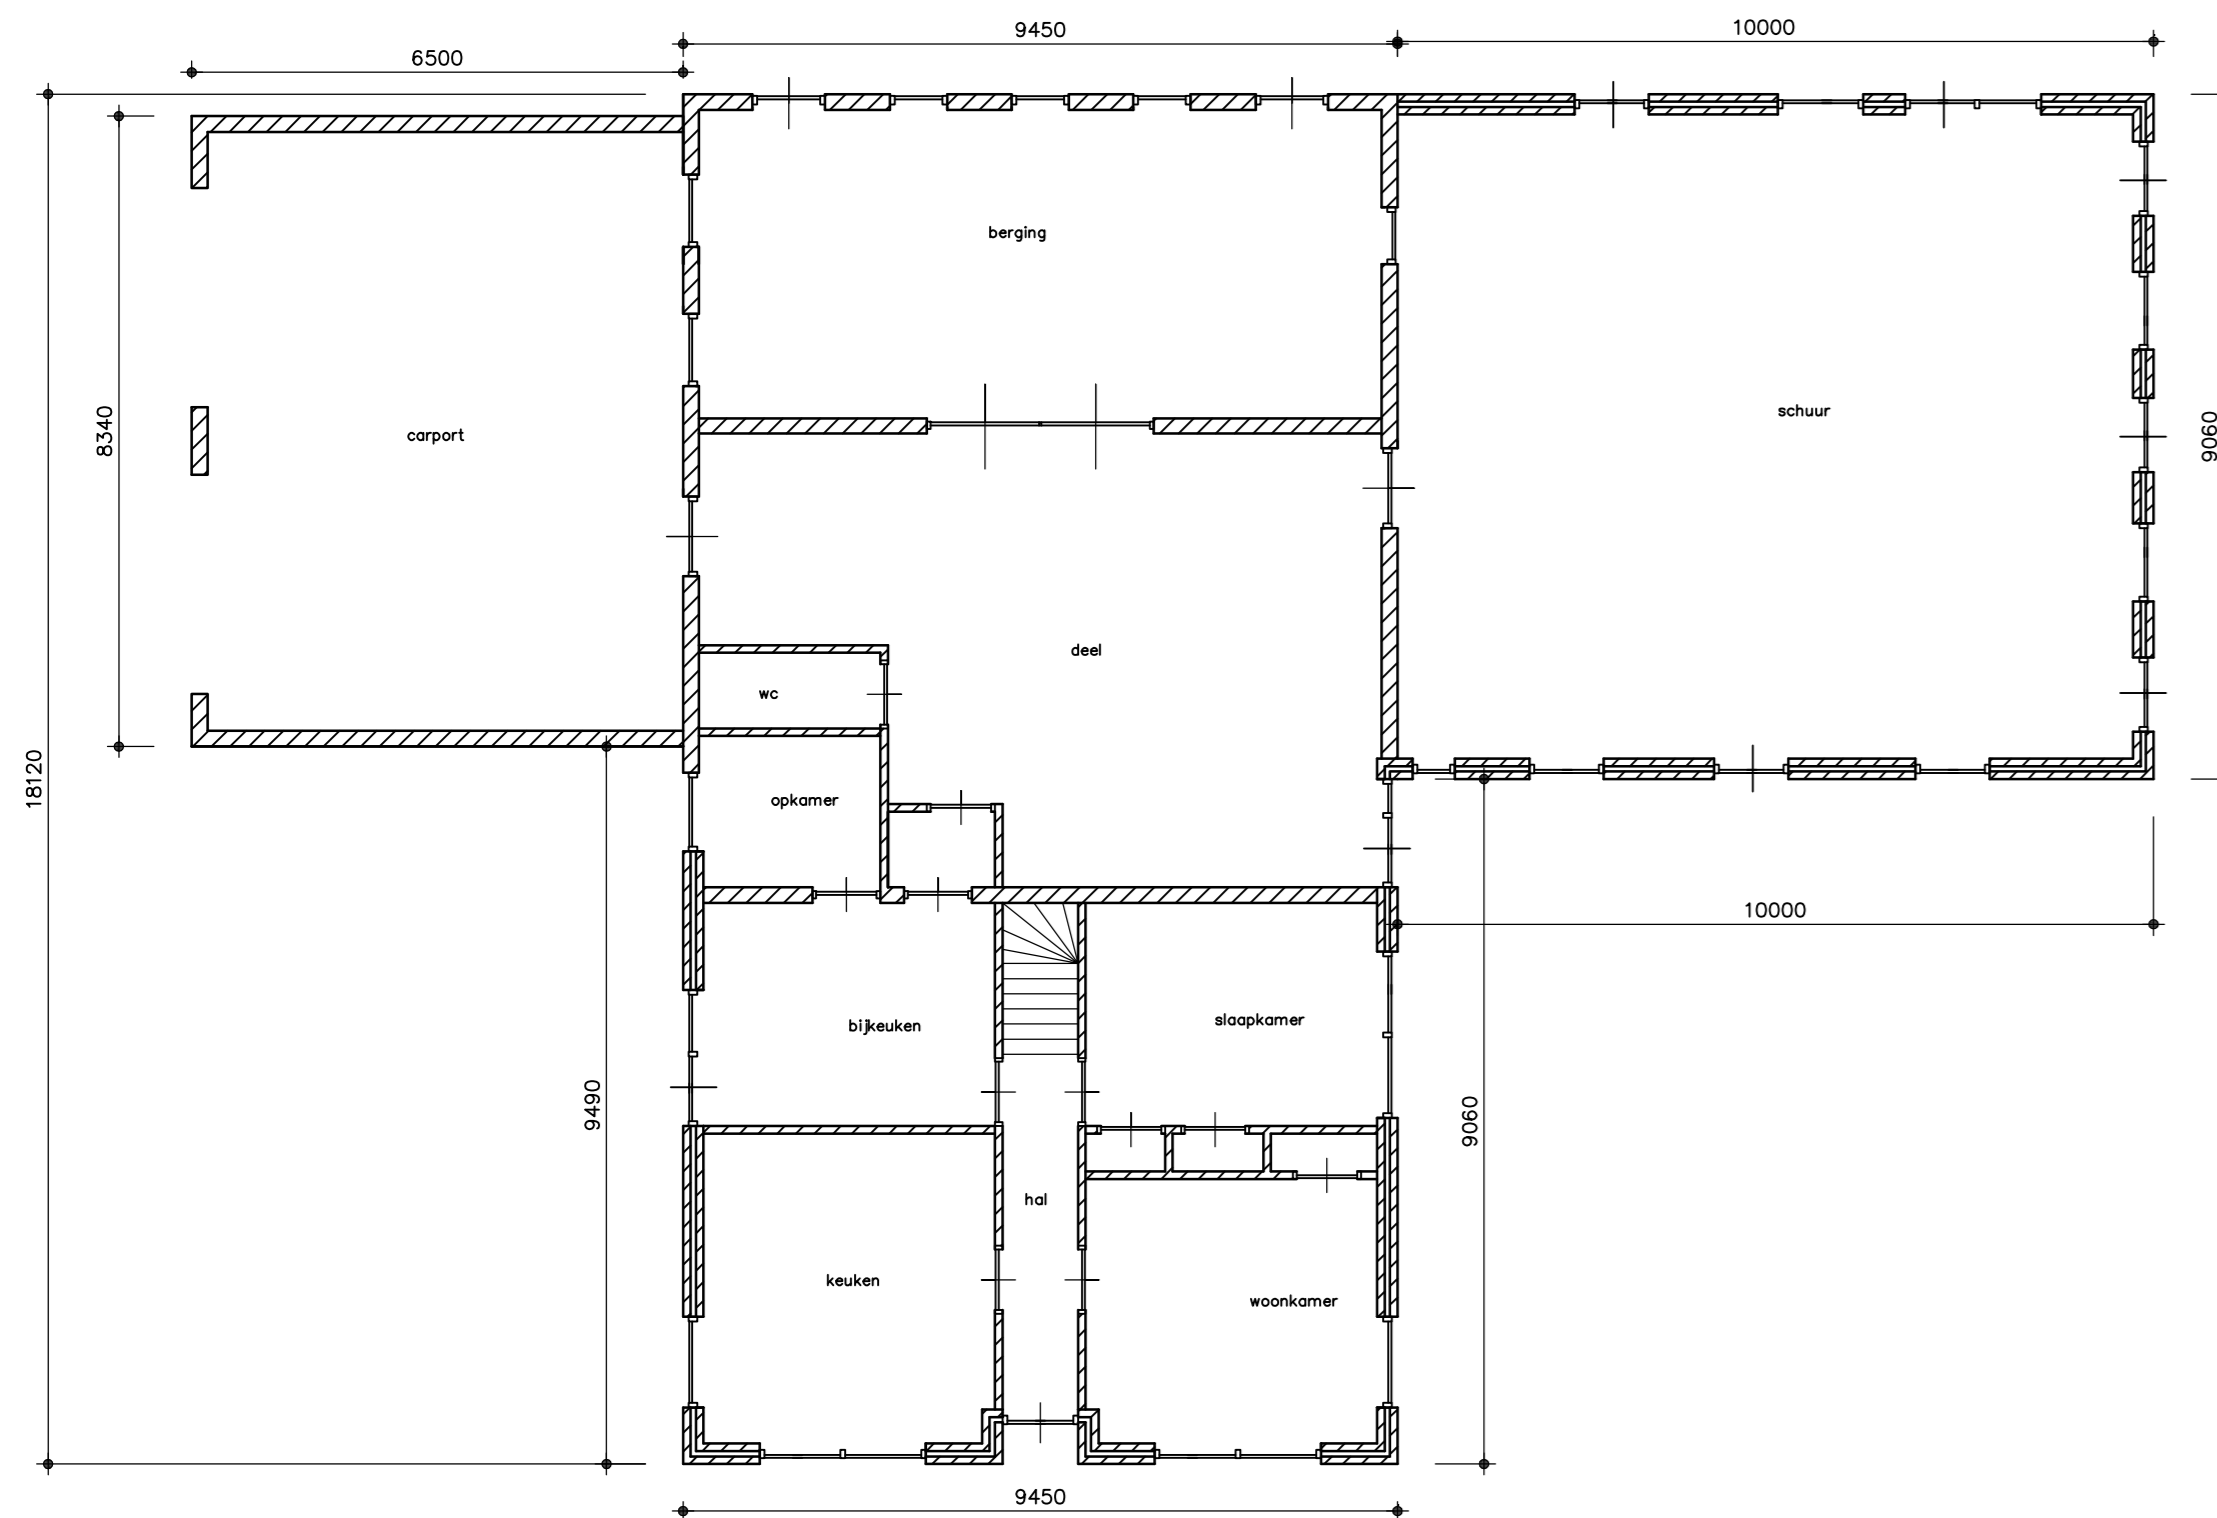 10000
9450
6500
berging
schuur
carport
8340
9060
deel
wc
18120
opkamer
10000
slaapkamer
bijkeuken
9490
9060
hal
keuken
woonkamer
9450